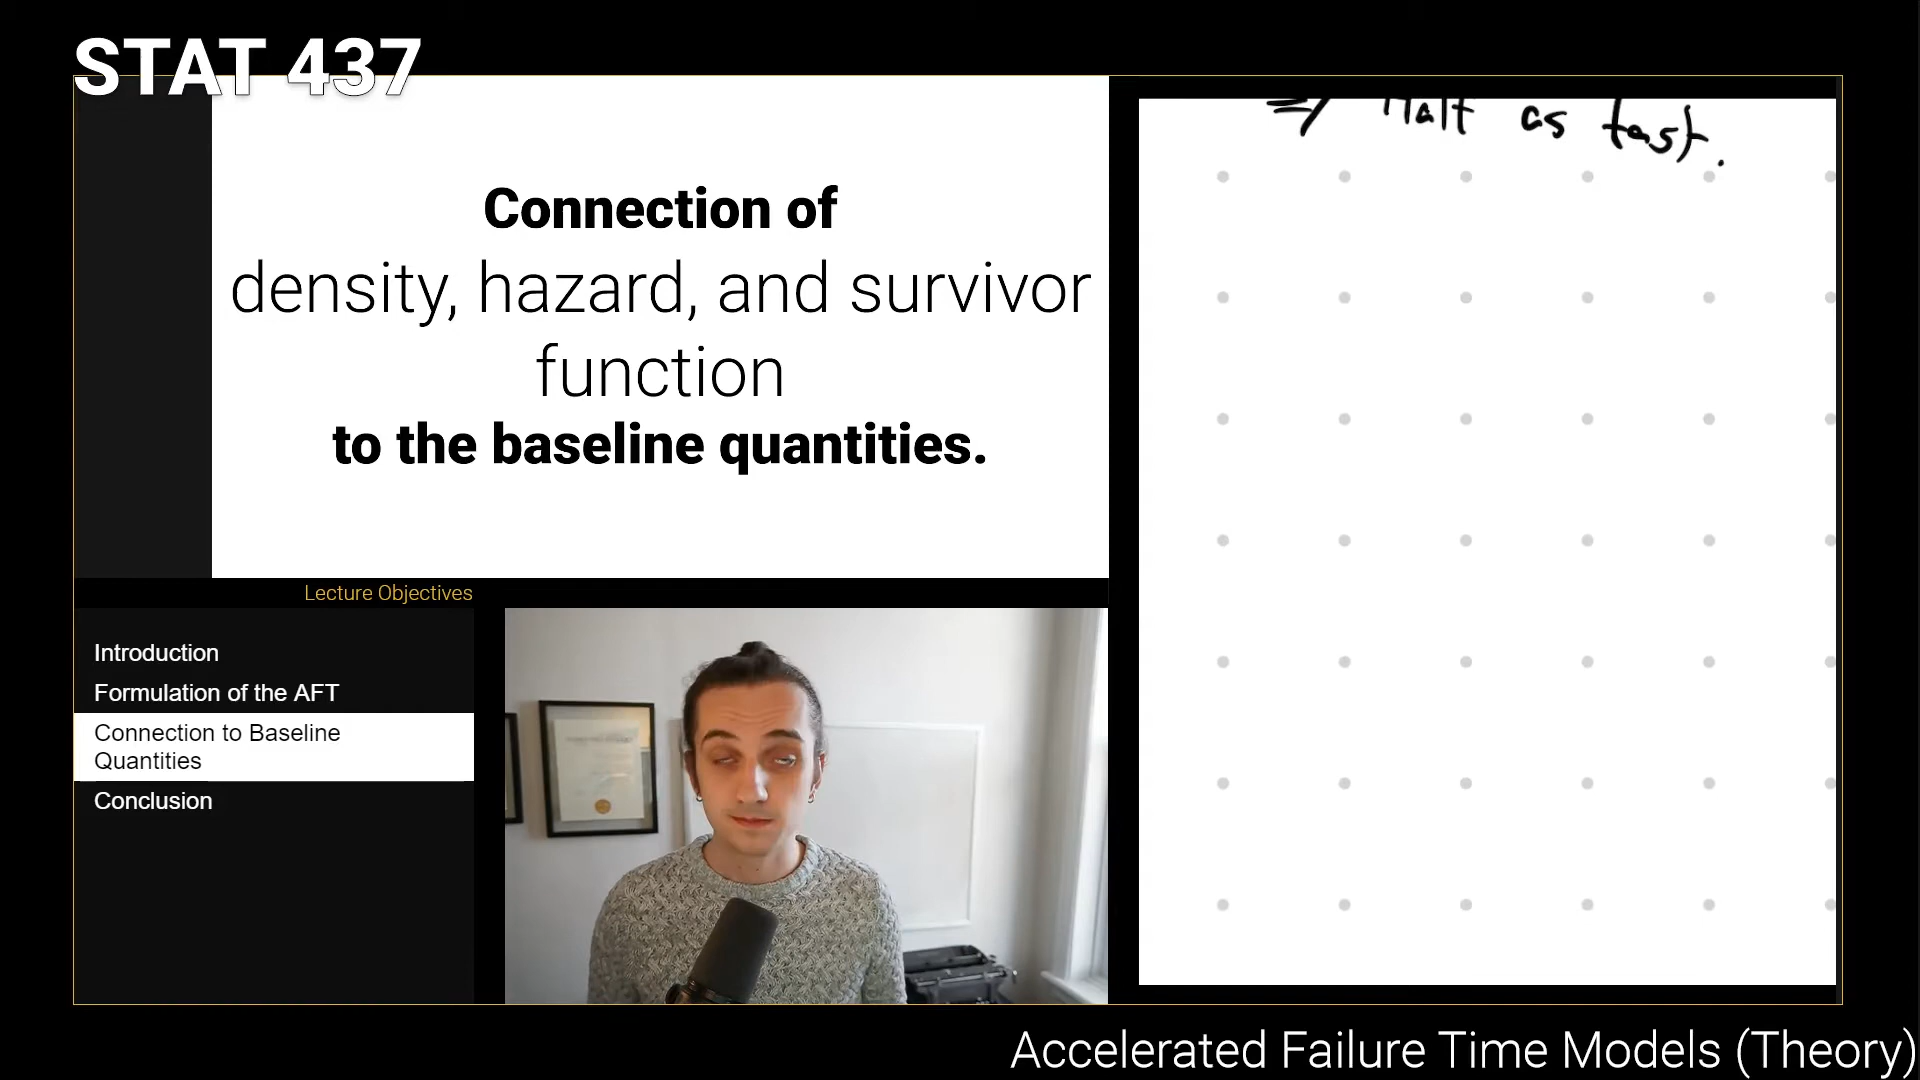 STAT 437
Connection of
density, hazard, and survivor
function
to the baseline quantities.
⇒ Half as fast.
Lecture Objectives
Introduction
Formulation of the AFT
Connection to Baseline
Quantities
Conclusion
Accelerated Failure Time Models (Theory)